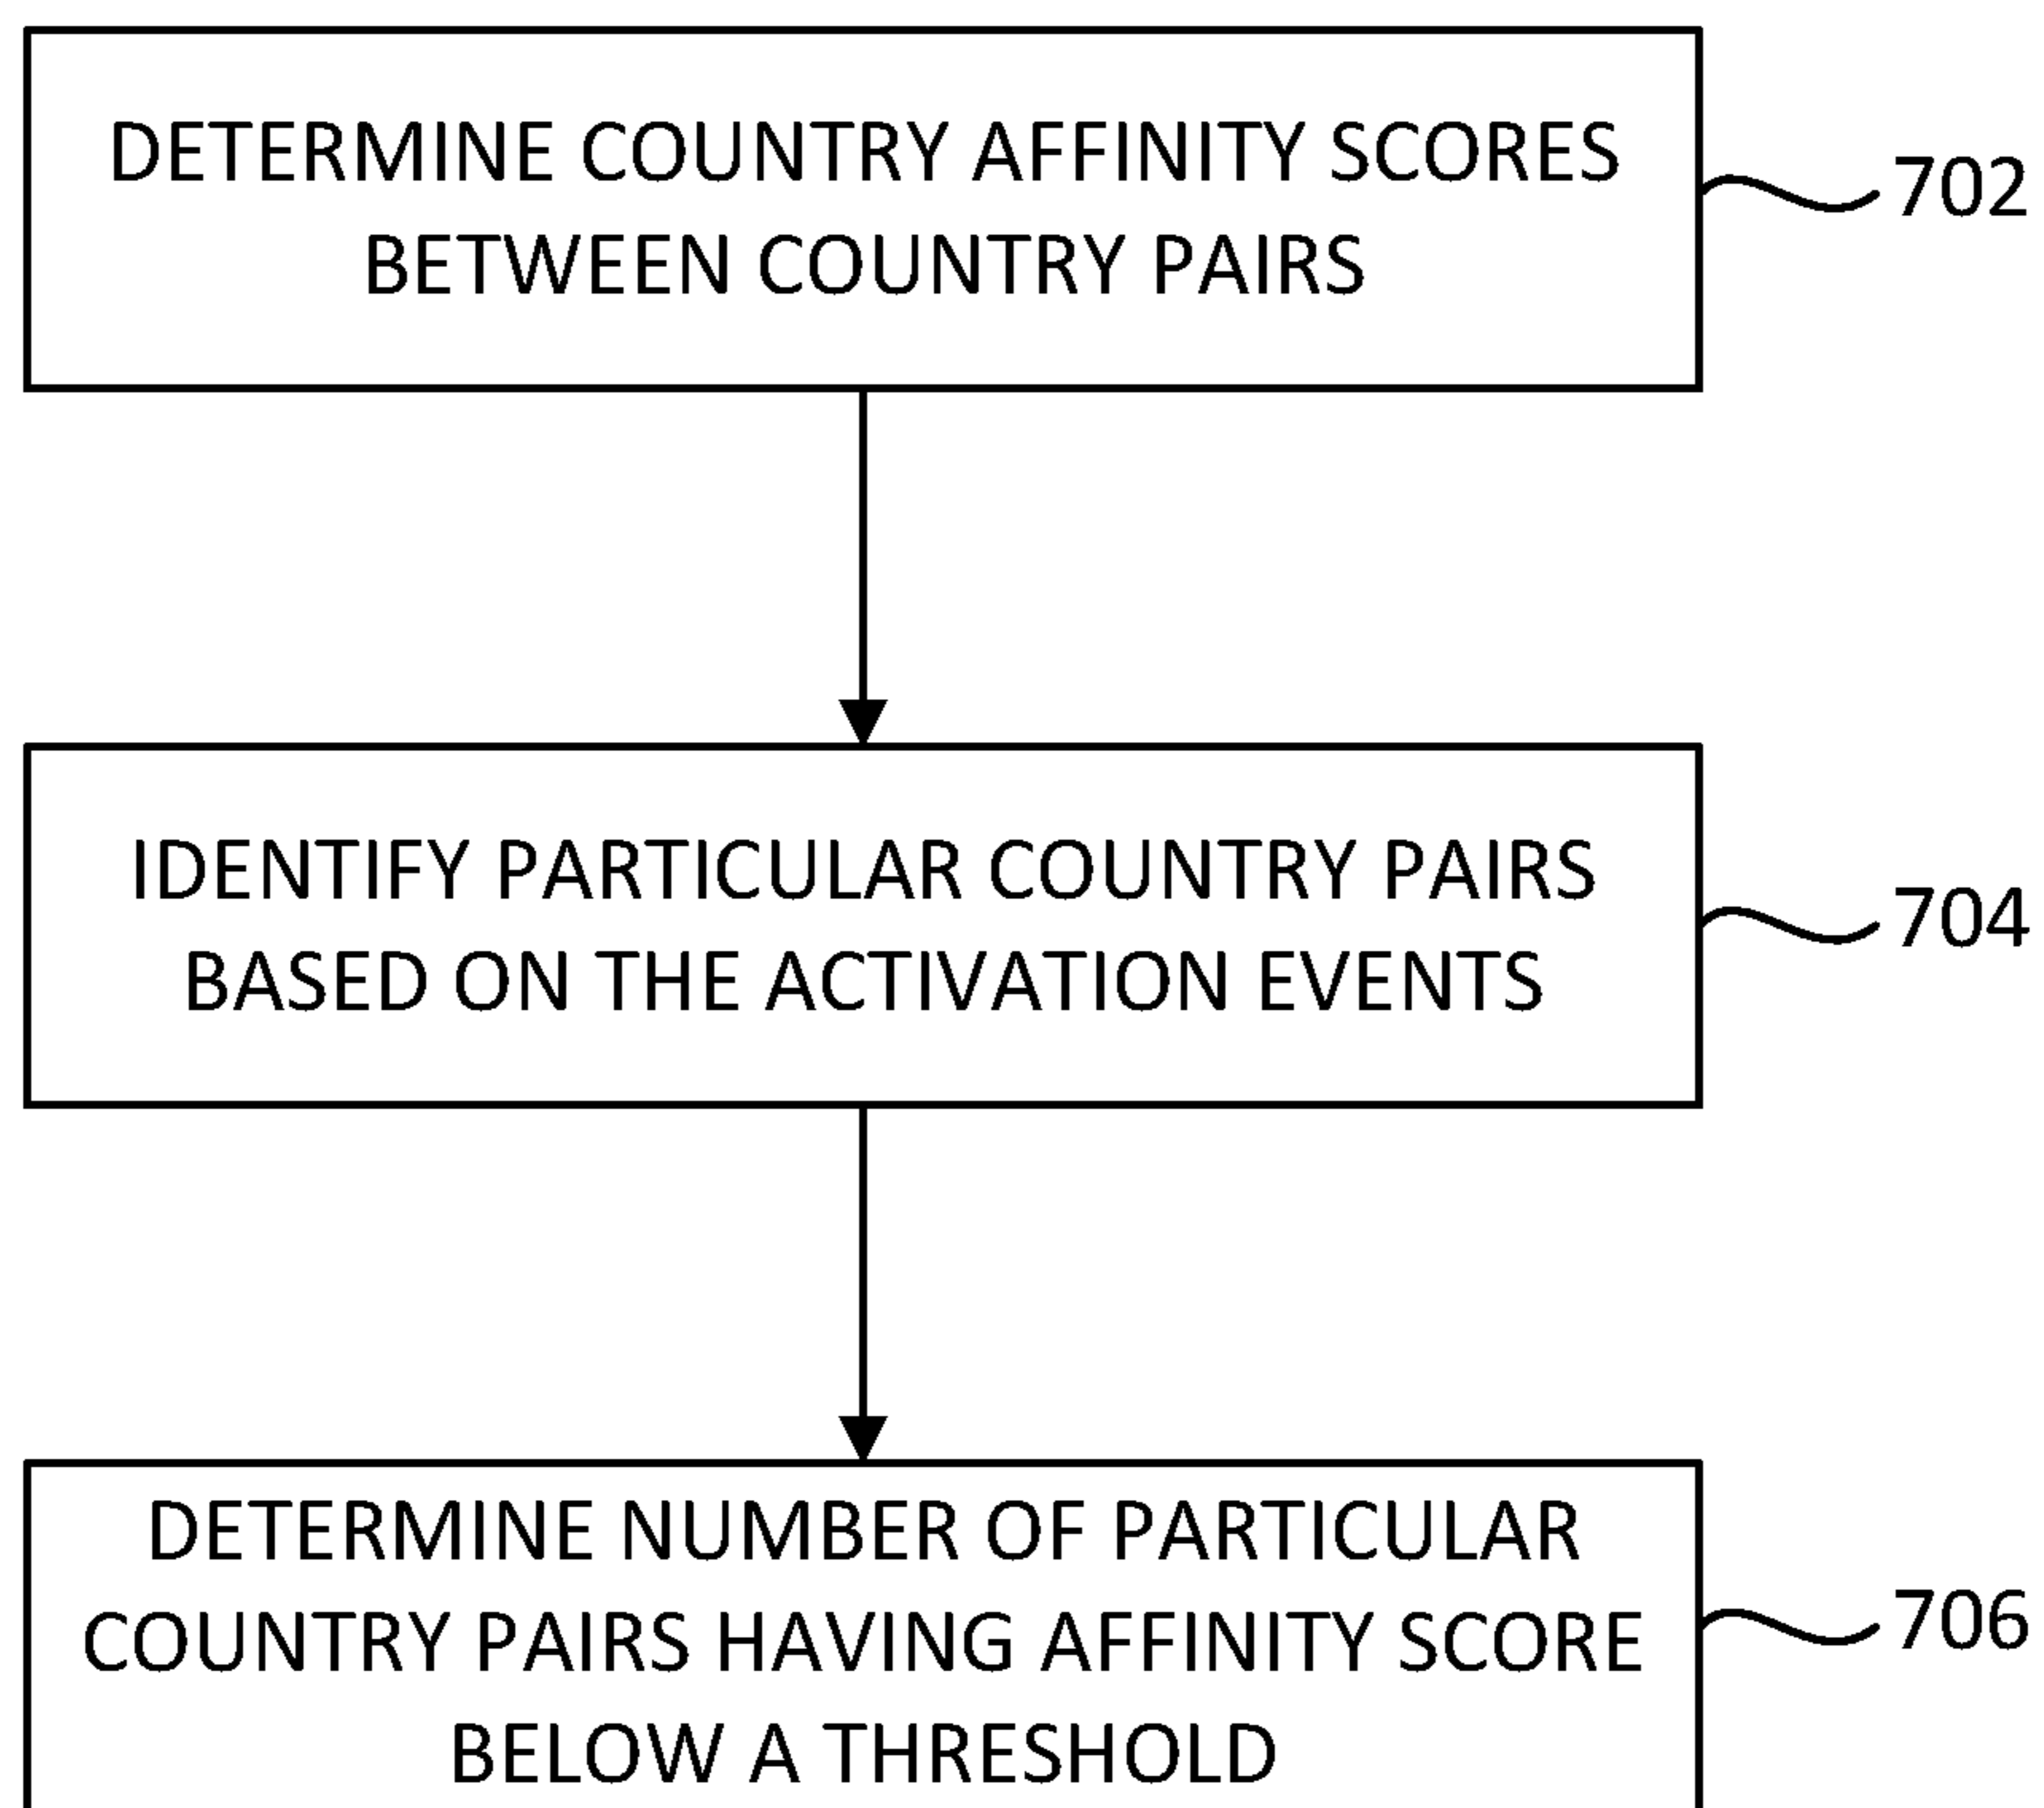 DETERMINE COUNTRY AFFINITY SCORES
BETWEEN COUNTRY PAIRS
702
IDENTIFY PARTICULAR COUNTRY PAIRS
BASED ON THE ACTIVATION EVENTS
704
DETERMINE NUMBER OF PARTICULAR
COUNTRY PAIRS HAVING AFFINITY SCORE
BELOW A THRESHOLD
706